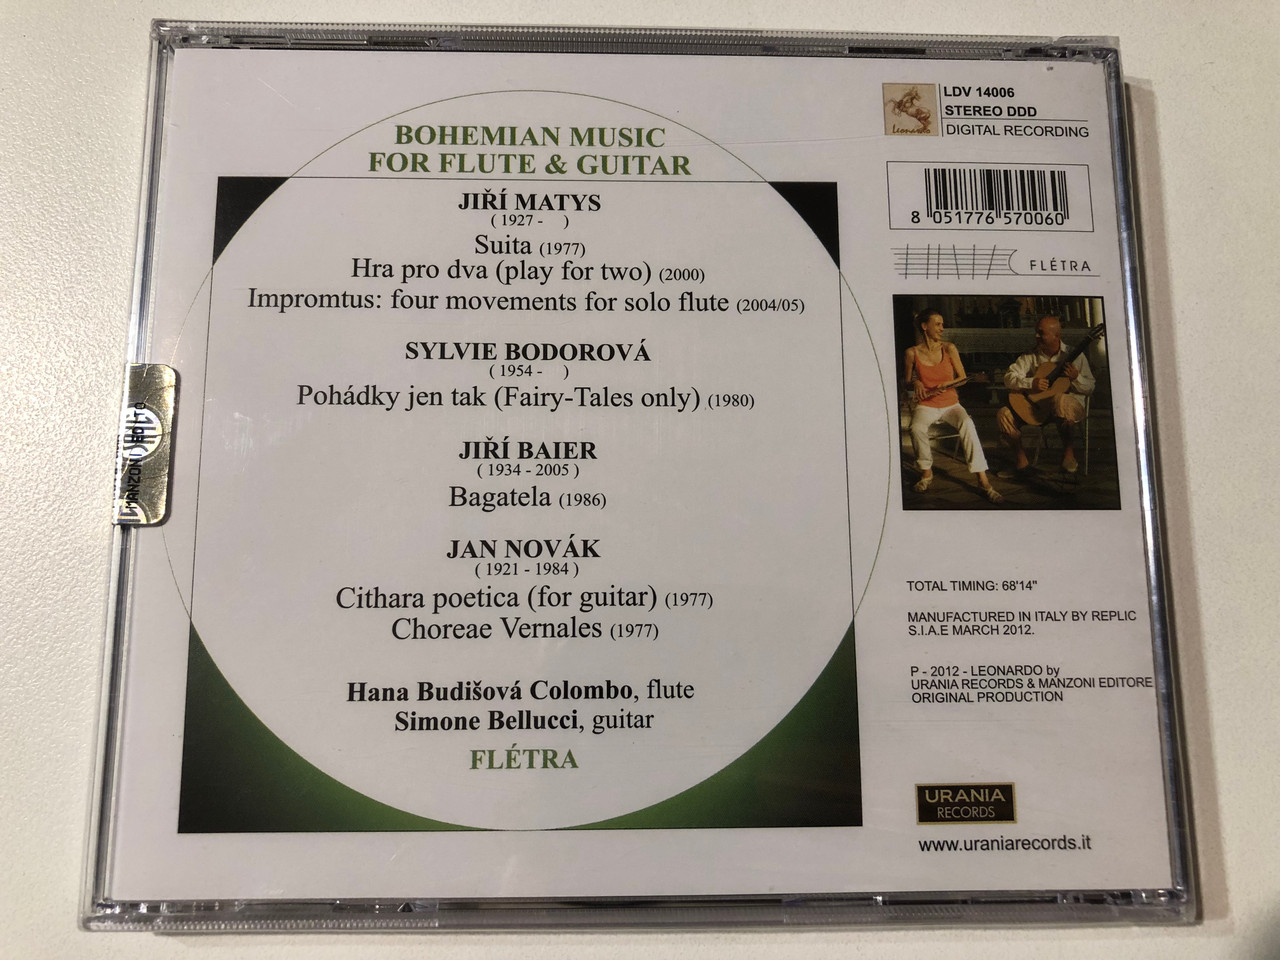 BOHEMIAN MUSIC
FOR FLUTE & GUITAR
JIŘÍ MATYS
( 1927 - )
Suita (1977)
Hra pro dva (play for two) (2000)
Impromtus: four movements for solo flute (2004/05)
SYLVIE BODOROVÁ
( 1954 - )
Pohádky jen tak (Fairy-Tales only) (1980)
JIŘÍ BAIER
( 1934 - 2005 )
Bagatela (1986)
JAN NOVÁK
( 1921 - 1984 )
Cithara poetica (for guitar) (1977)
Choreae Vernales (1977)
Hana Budišová Colombo, flute
Simone Bellucci, guitar
FLÉTRA
Leonardo
LDV 14006
STEREO DDD
DIGITAL RECORDING
8 051776 570060
FLÉTRA
TOTAL TIMING: 68'14"
MANUFACTURED IN ITALY BY REPLIC
S.I.A.E MARCH 2012.
P - 2012 - LEONARDO by
URANIA RECORDS & MANZONI EDITORE
ORIGINAL PRODUCTION
URANIA
RECORDS
www.uraniarecords.it
MANZONI EDITO